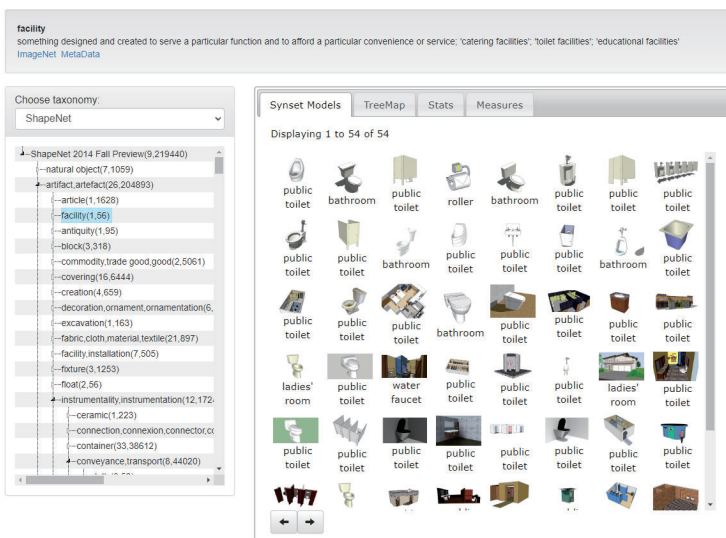 facility
something designed and created to serve a particular function and to afford a particular convenience or service; 'catering facilities'; 'toilet facilities'; 'educational facilities'
ImageNet MetaData
Choose taxonomy:
ShapeNet
ShapeNet 2014 Fall Preview(9,219440)
natural object(7,1059)
artifact,artefact(26,204893)
article(1,1628)
facility(1,56)
antiquity(1,95)
block(3,318)
commodity,trade good,good(2,5061)
covering(16,6444)
creation(4,659)
decoration,ornament,ornamentation(6,
excavation(1,163)
fabric,cloth,material,textile(21,897)
facility,installation(7,505)
fixture(3,1253)
float(2,56)
instrumentality,instrumentation(12,172
ceramic(1,223)
connection,connexion,connector,co
container(33,38612)
conveyance,transport(8,44020)
Synset Models TreeMap Stats Measures
Displaying 1 to 54 of 54
public toilet bathroom public toilet roller bathroom public toilet public toilet public toilet
public toilet public toilet bathroom public toilet public toilet public toilet bathroom public toilet
public toilet public toilet public toilet bathroom public toilet public toilet public toilet public toilet
ladies' room public toilet water faucet public toilet public toilet public toilet ladies' room public toilet
public toilet public toilet public toilet public toilet public toilet public toilet public toilet public toilet